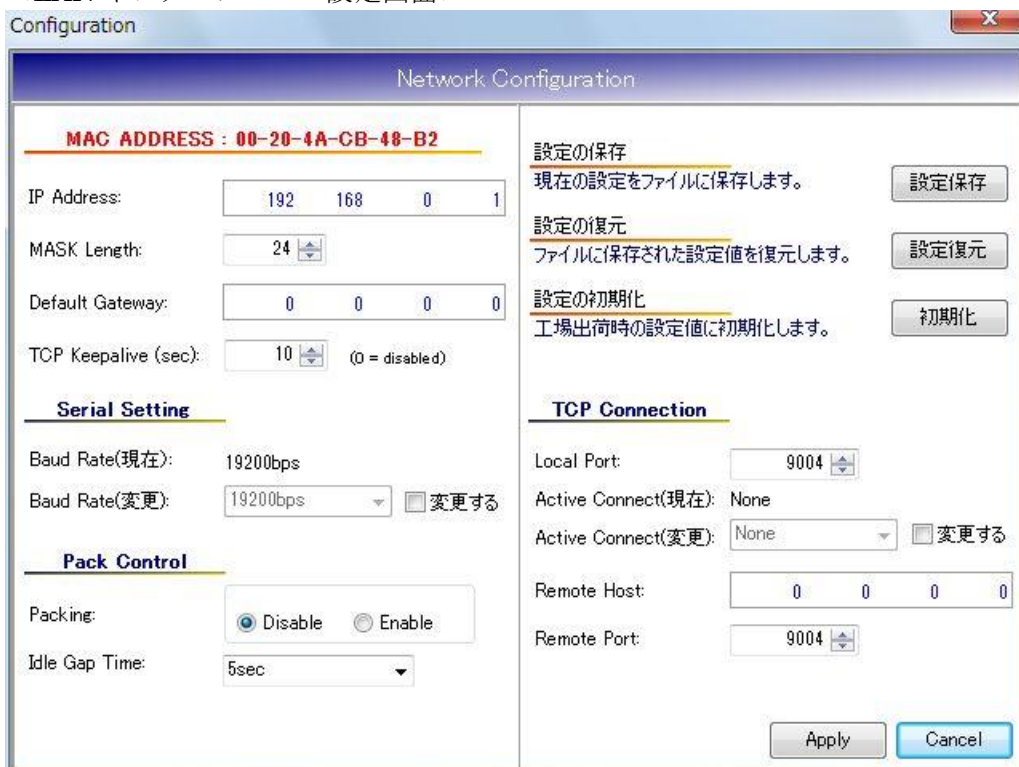 Configuration
Network Configuration
MAC ADDRESS : 00-20-4A-CB-48-B2
IP Address: 192 168 0 1
MASK Length: 24
Default Gateway: 0 0 0 0
TCP Keepalive (sec): 10 (0 = disabled)
Serial Setting
Baud Rate(現在): 19200bps
Baud Rate(変更): 19200bps 変更する
Pack Control
Packing: Disable Enable
Idle Gap Time: 5sec
設定の保存
現在の設定をファイルに保存します。 設定保存
設定の復元
ファイルに保存された設定値を復元します。 設定復元
設定の初期化
工場出荷時の設定値に初期化します。 初期化
TCP Connection
Local Port: 9004
Active Connect(現在): None
Active Connect(変更): None 変更する
Remote Host: 0 0 0 0
Remote Port: 9004
Apply Cancel